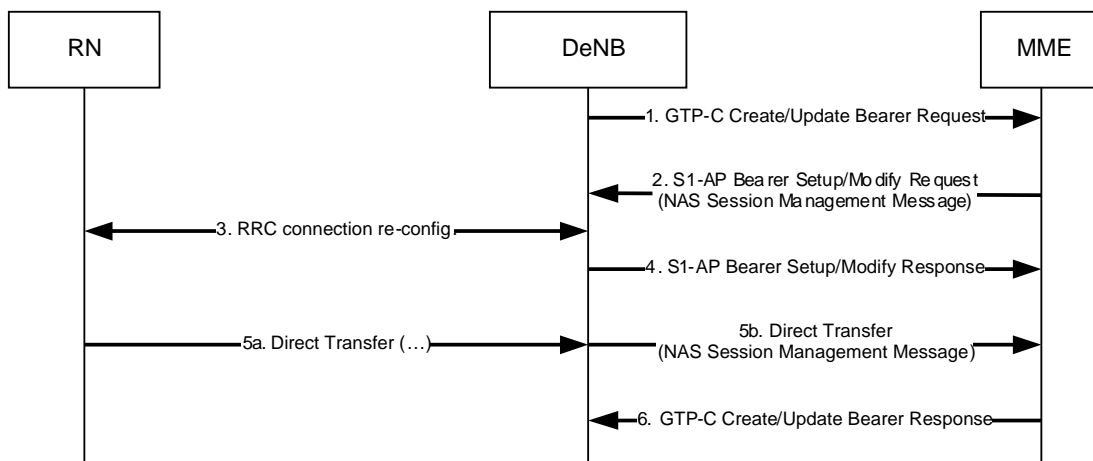 RN
DeNB
MME
1. GTP-C Create/Update Bearer Request
2. S1-AP Bearer Setup/Modify Request
(NAS Session Management Message)
3. RRC connection re-config.
4. S1-AP Bearer Setup/Modify Response
5a. Direct Transfer (…)
5b. Direct Transfer
(NAS Session Management Message)
6. GTP-C Create/Update Bearer Response